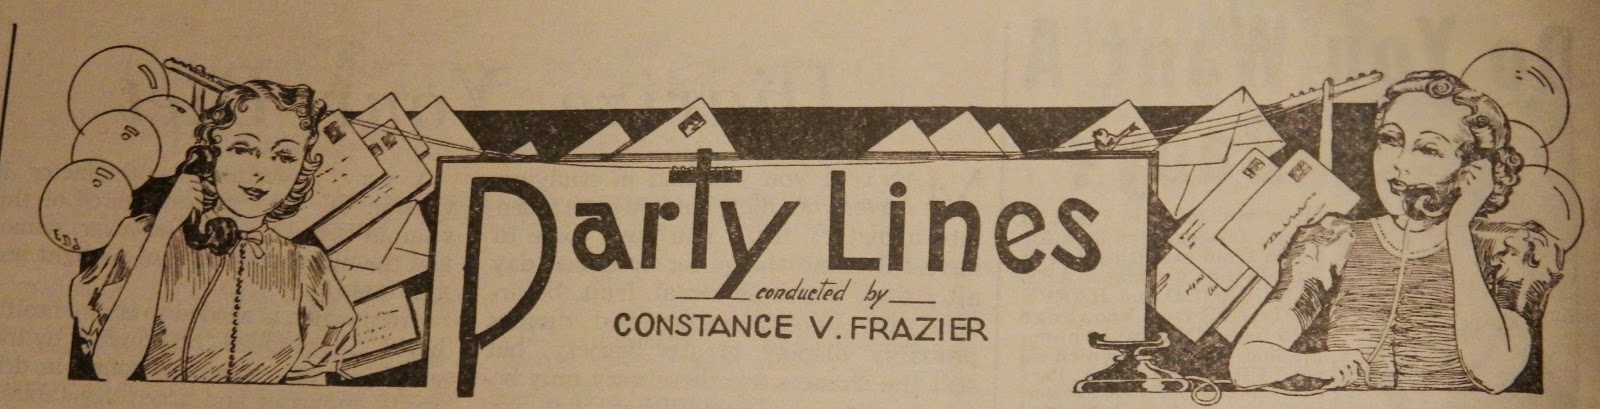 Party Lines
conducted by
CONSTANCE V. FRAZIER